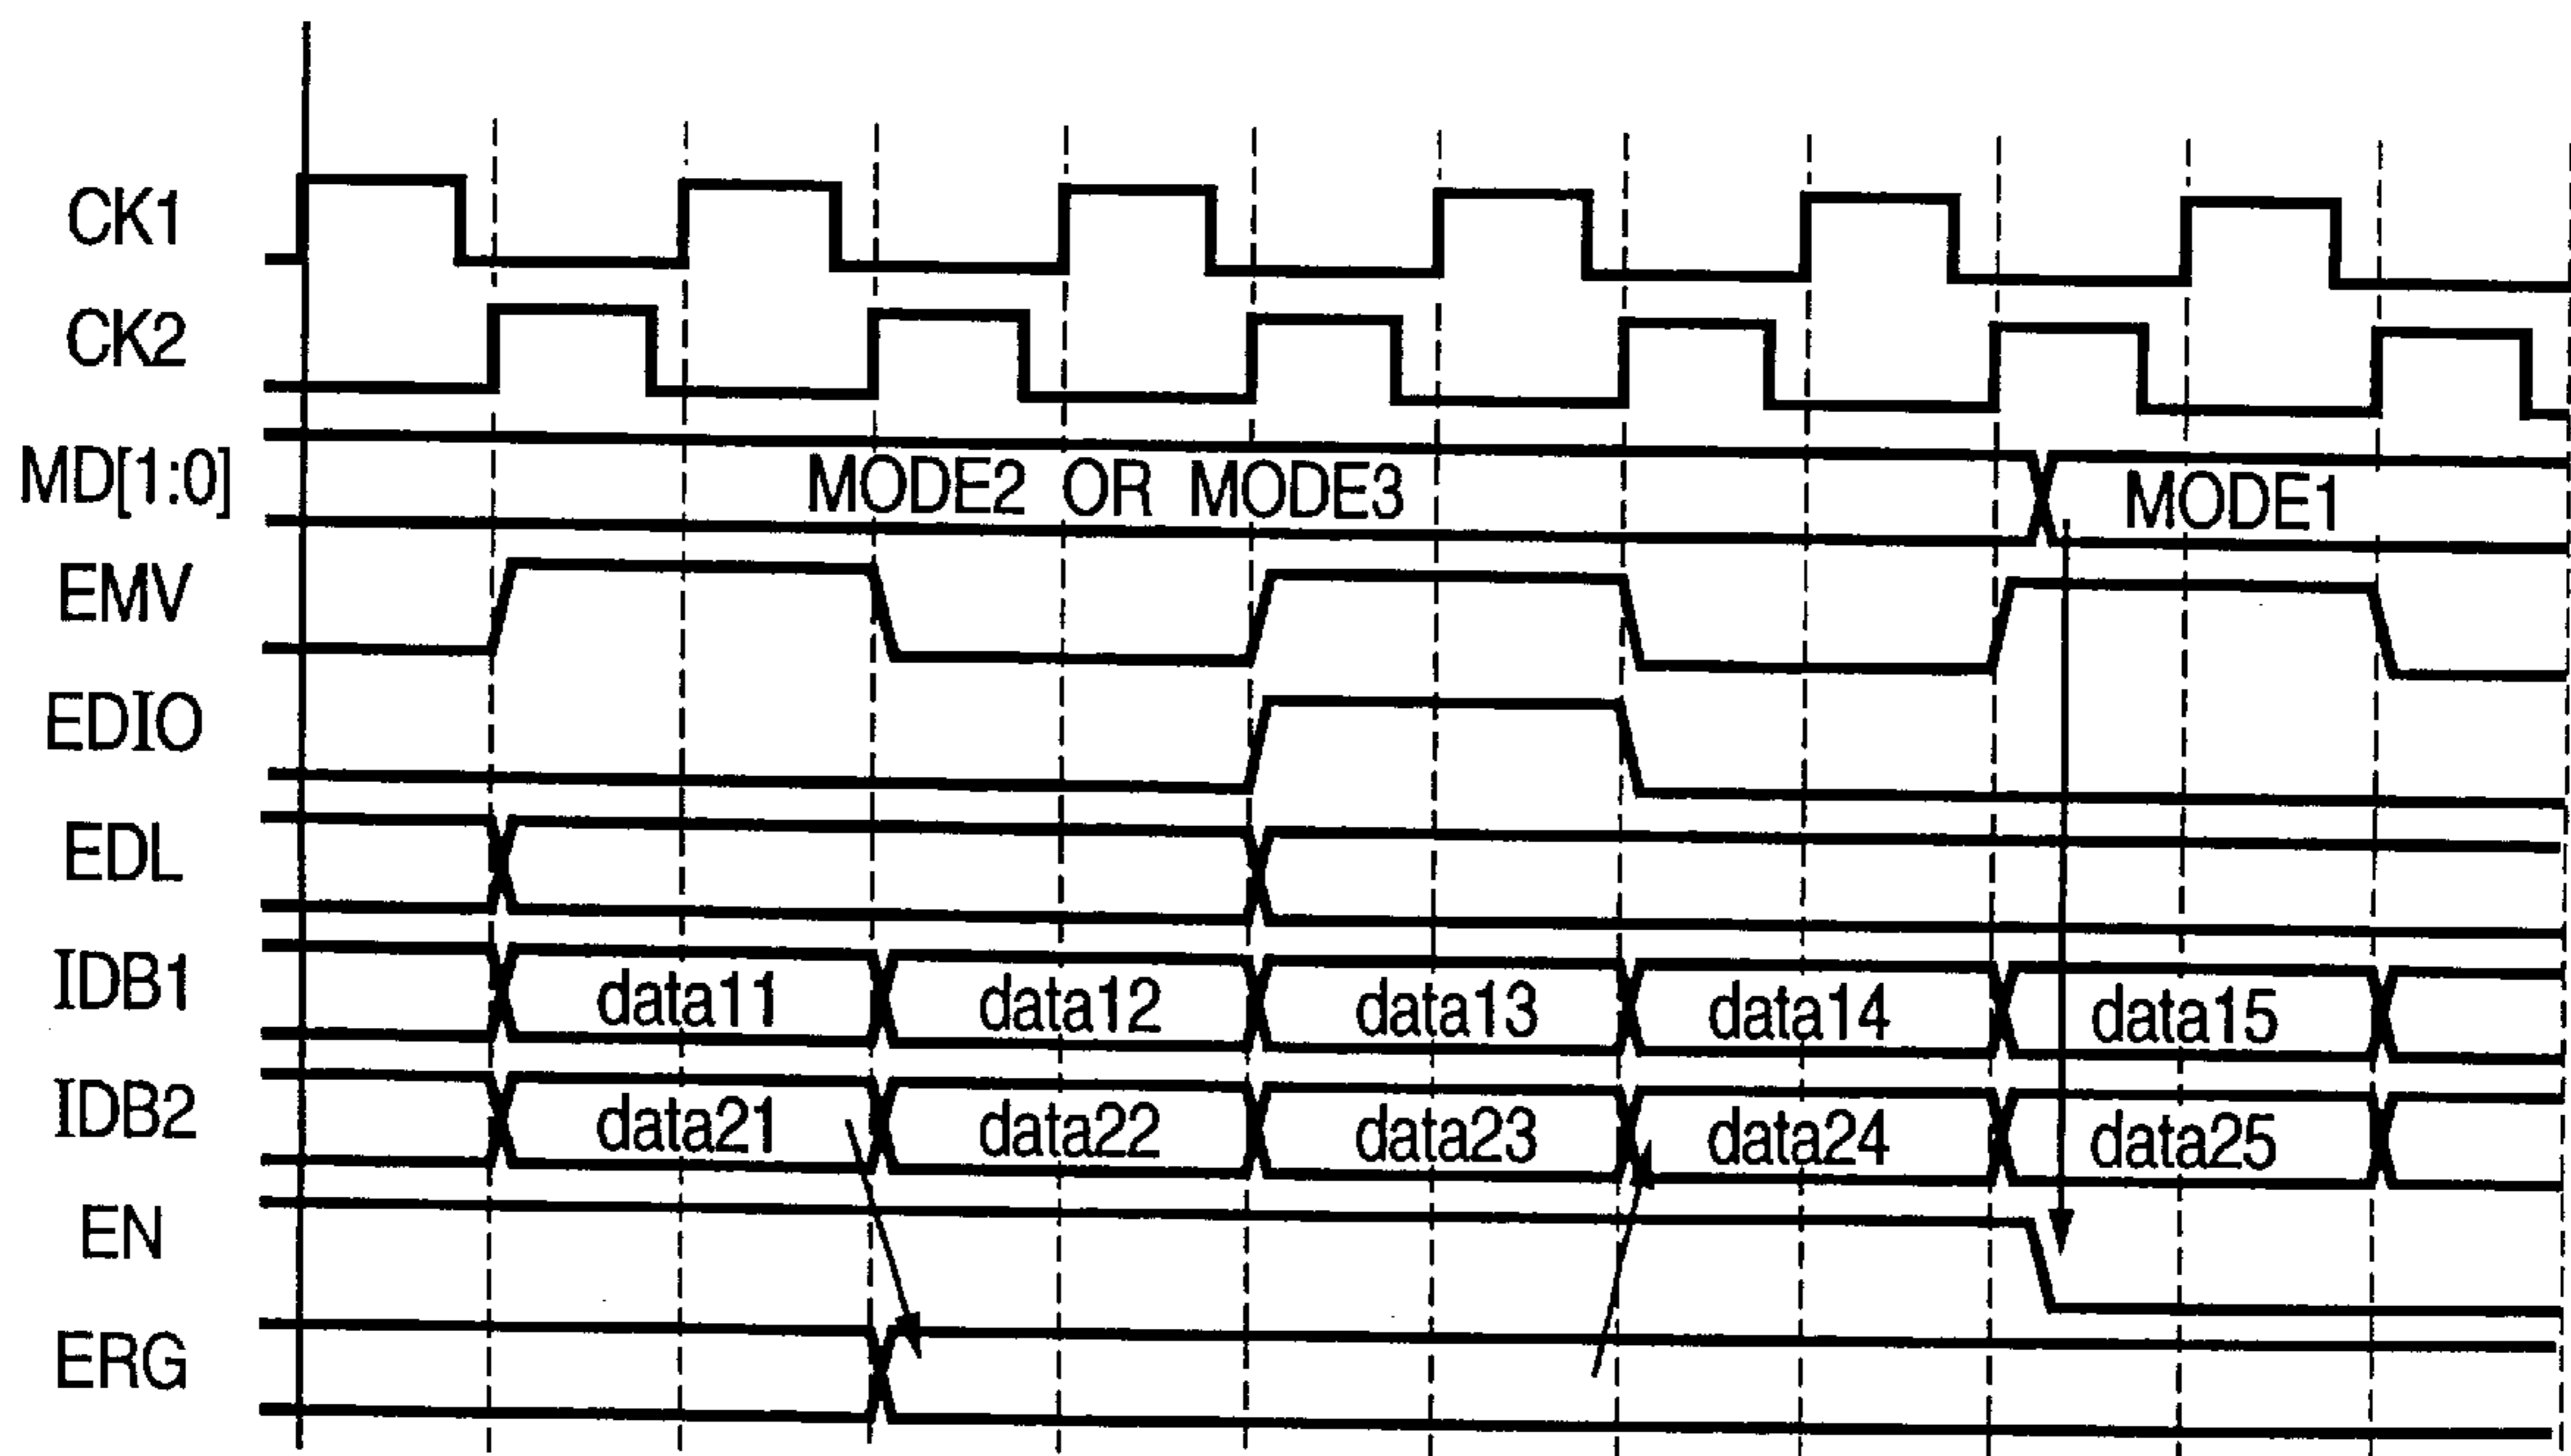 CK1
CK2
MD[1:0] MODE2 OR MODE3 MODE1
EMV
EDIO
EDL
IDB1 data11 data12 data13 data14 data15
IDB2 data21 data22 data23 data24 data25
EN
ERG